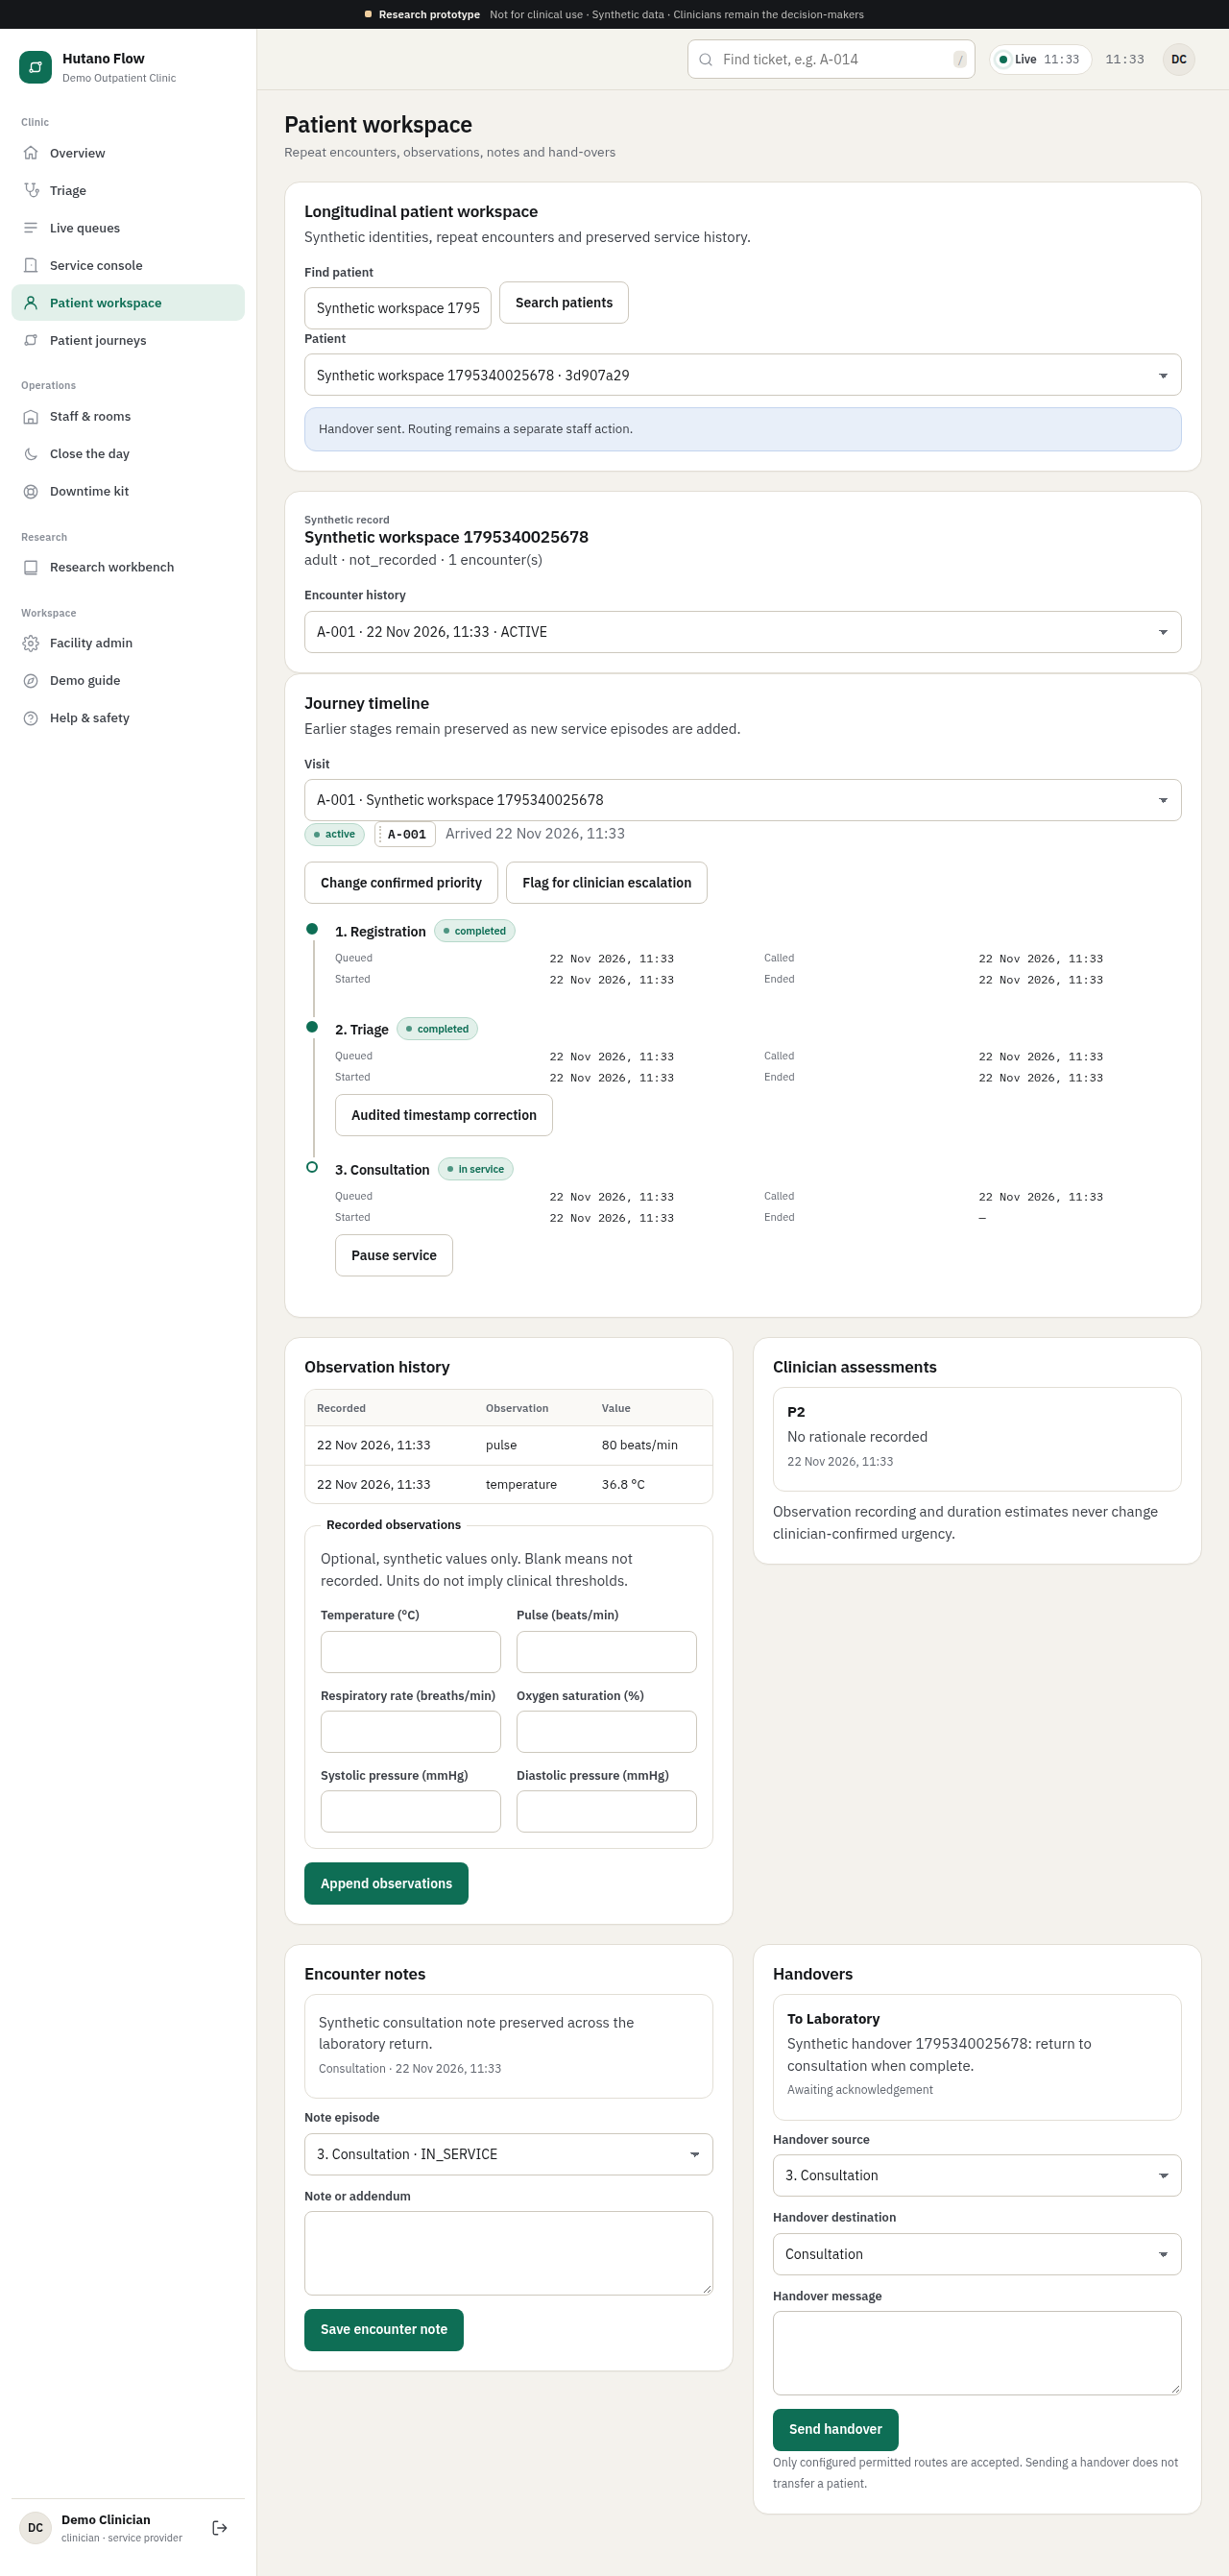 Research prototype Not for clinical use · Synthetic data · Clinicians remain the decision-makers
Hutano Flow
Demo Outpatient Clinic
Find ticket, e.g. A-014 /
Live 11:33
11:33
DC
Clinic
Overview
Triage
Live queues
Service console
Patient workspace
Patient journeys
Operations
Staff & rooms
Close the day
Downtime kit
Research
Research workbench
Workspace
Facility admin
Demo guide
Help & safety
DC
Demo Clinician
clinician · service provider
Patient workspace
Repeat encounters, observations, notes and hand-overs
Longitudinal patient workspace
Synthetic identities, repeat encounters and preserved service history.
Find patient
Synthetic workspace 1795
Search patients
Patient
Synthetic workspace 1795340025678 · 3d907a29
Handover sent. Routing remains a separate staff action.
Synthetic record
Synthetic workspace 1795340025678
adult · not_recorded · 1 encounter(s)
Encounter history
A-001 · 22 Nov 2026, 11:33 · ACTIVE
Journey timeline
Earlier stages remain preserved as new service episodes are added.
Visit
A-001 · Synthetic workspace 1795340025678
active A-001 Arrived 22 Nov 2026, 11:33
Change confirmed priority
Flag for clinician escalation
1. Registration completed
Queued 22 Nov 2026, 11:33 Called 22 Nov 2026, 11:33
Started 22 Nov 2026, 11:33 Ended 22 Nov 2026, 11:33
2. Triage completed
Queued 22 Nov 2026, 11:33 Called 22 Nov 2026, 11:33
Started 22 Nov 2026, 11:33 Ended 22 Nov 2026, 11:33
Audited timestamp correction
3. Consultation in service
Queued 22 Nov 2026, 11:33 Called 22 Nov 2026, 11:33
Started 22 Nov 2026, 11:33 Ended —
Pause service
Observation history
Recorded Observation Value
22 Nov 2026, 11:33 pulse 80 beats/min
22 Nov 2026, 11:33 temperature 36.8 °C
Recorded observations
Optional, synthetic values only. Blank means not
recorded. Units do not imply clinical thresholds.
Temperature (°C) Pulse (beats/min)
Respiratory rate (breaths/min) Oxygen saturation (%)
Systolic pressure (mmHg) Diastolic pressure (mmHg)
Append observations
Clinician assessments
P2
No rationale recorded
22 Nov 2026, 11:33
Observation recording and duration estimates never change
clinician-confirmed urgency.
Encounter notes
Synthetic consultation note preserved across the
laboratory return.
Consultation · 22 Nov 2026, 11:33
Note episode
3. Consultation · IN_SERVICE
Note or addendum
Save encounter note
Handovers
To Laboratory
Synthetic handover 1795340025678: return to
consultation when complete.
Awaiting acknowledgement
Handover source
3. Consultation
Handover destination
Consultation
Handover message
Send handover
Only configured permitted routes are accepted. Sending a handover does not
transfer a patient.